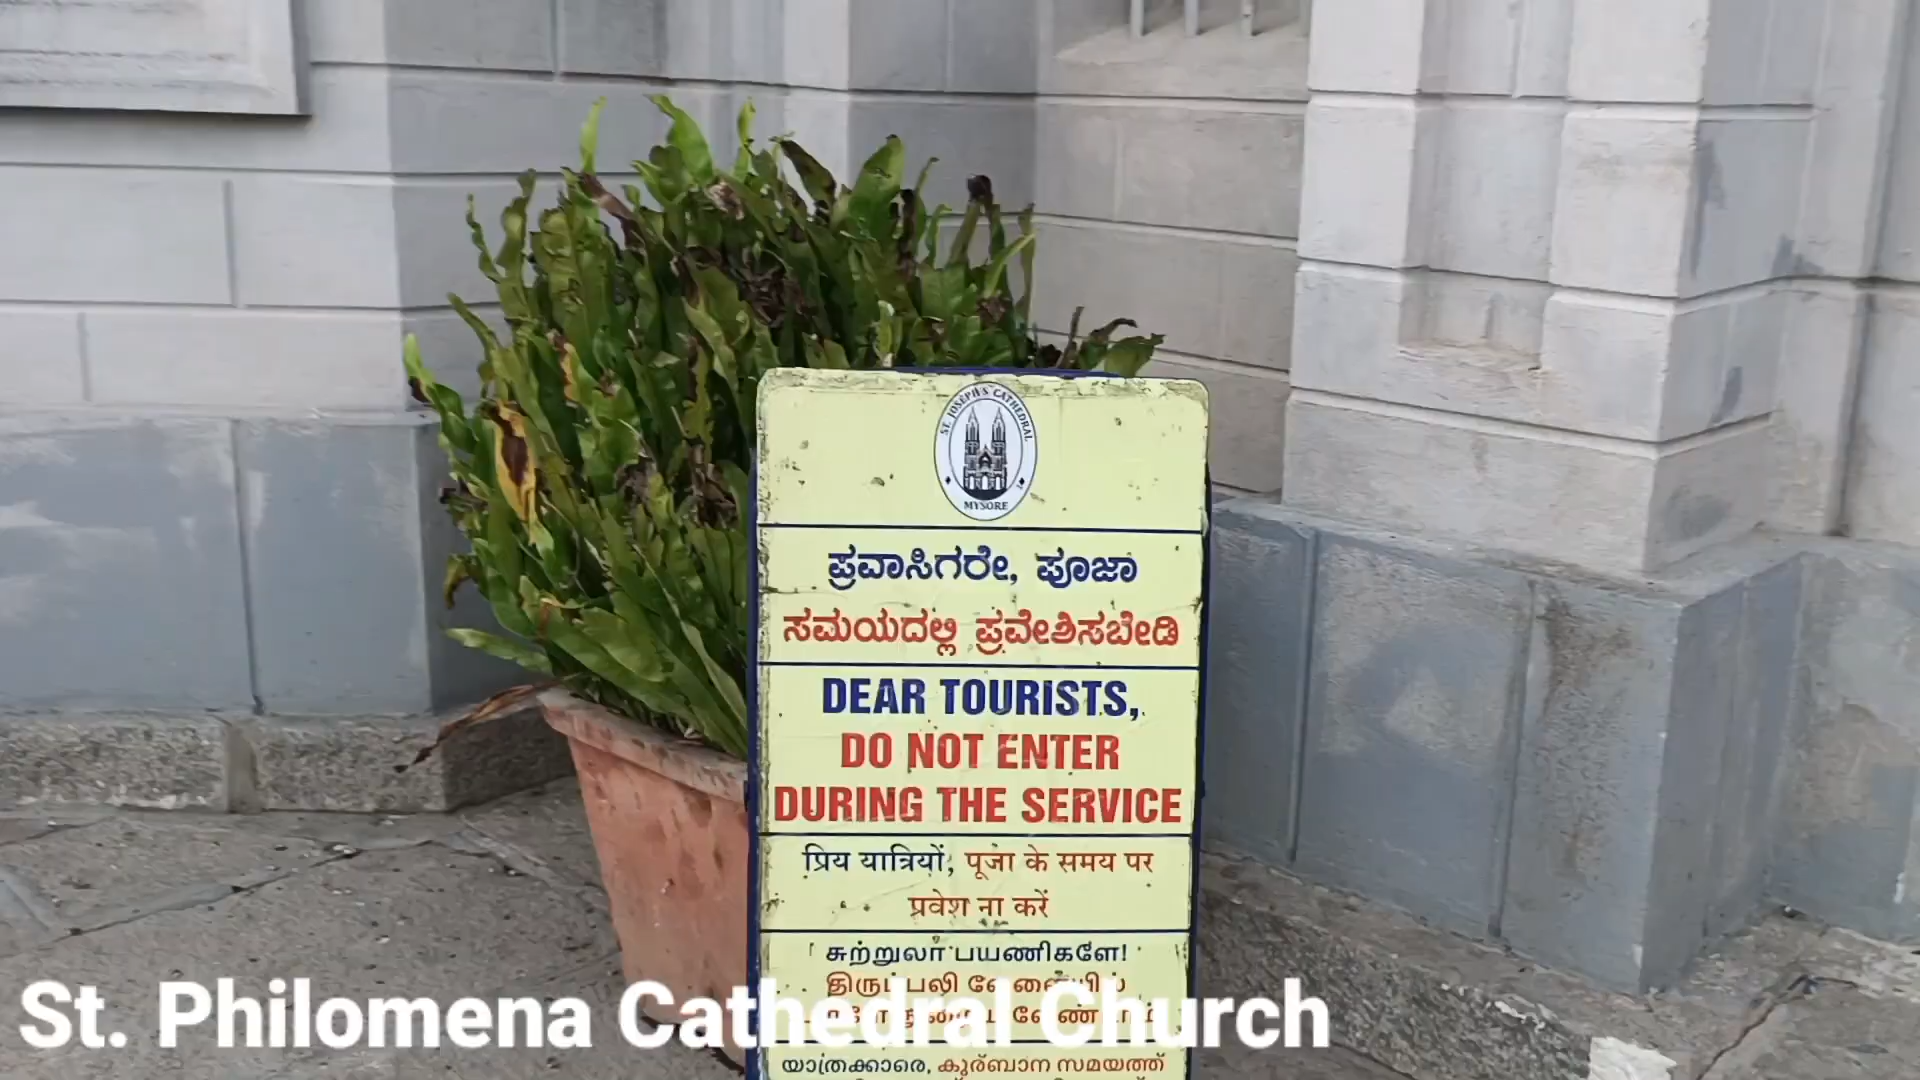 ST. JOSEPH'S CATHEDRAL
MYSORE
ಪ್ರವಾಸಿಗರೇ, ಪೂಜಾ
ಸಮಯದಲ್ಲಿ ಪ್ರವೇಶಿಸಬೇಡಿ
DEAR TOURISTS,
DO NOT ENTER
DURING THE SERVICE
प्रिय यात्रियों, पूजा के समय पर
प्रवेश ना करें
சுற்றுலா பயணிகளே!
திருப்பலி வேளையில்
யாത്രക്കാരെ, കുർബാന സമയത്ത്
St. Philomena Cathedral Church